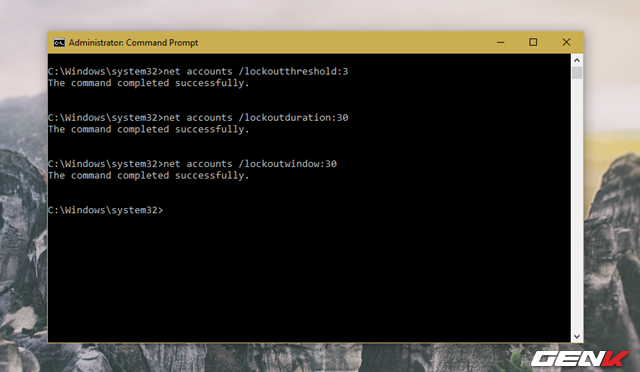 Administrator: Command Prompt
C:\Windows\system32>net accounts /lockoutthreshold:3
The command completed successfully.
C:\Windows\system32>net accounts /lockoutduration:30
The command completed successfully.
C:\Windows\system32>net accounts /lockoutwindow:30
The command completed successfully.
C:\Windows\system32>
GENK